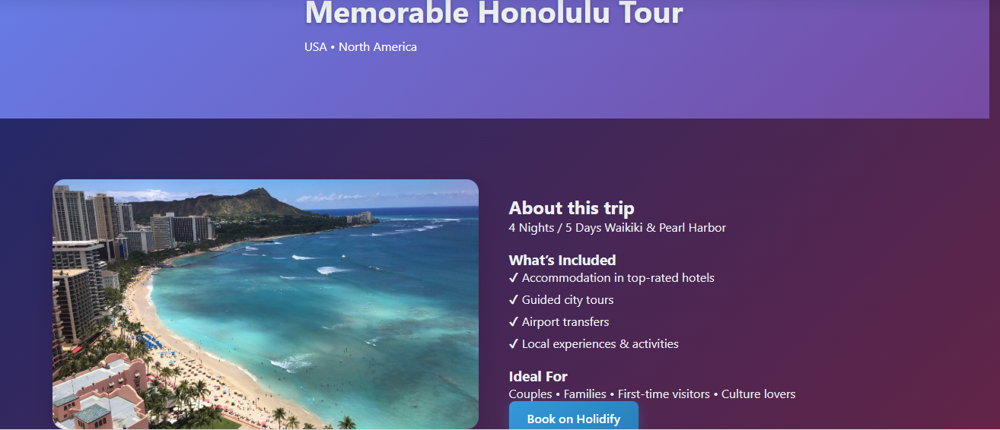 Memorable Honolulu Tour
USA • North America
About this trip
4 Nights / 5 Days Waikiki & Pearl Harbor
What’s Included
✓ Accommodation in top-rated hotels
✓ Guided city tours
✓ Airport transfers
✓ Local experiences & activities
Ideal For
Couples • Families • First-time visitors • Culture lovers
Book on Holidify